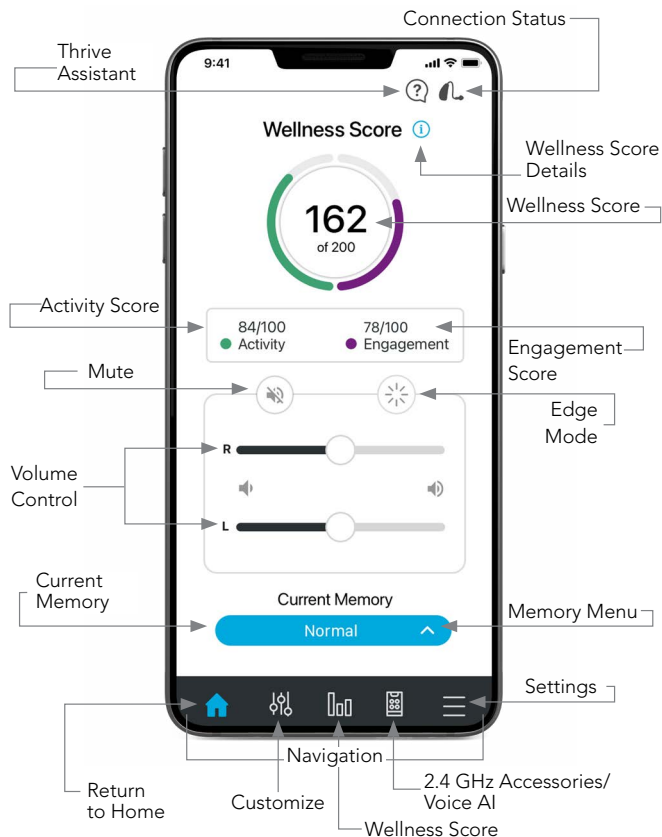 Connection Status
Thrive
Assistant
9:41
?
Wellness Score i
Wellness Score
Details
162
of 200
Wellness Score
Activity Score
84/100
Activity
78/100
Engagement
Engagement
Score
Mute
Edge
Mode
R
Volume
Control
L
Current
Memory
Current Memory
Normal
Memory Menu
Settings
Navigation
Return
to Home
Customize
2.4 GHz Accessories/
Voice AI
Wellness Score